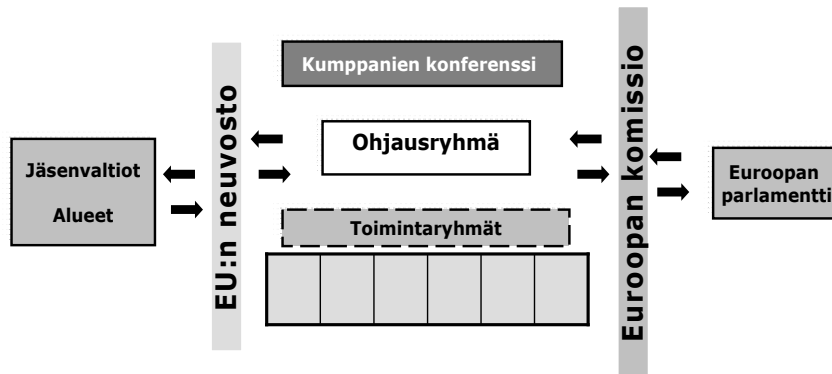 Kumppanien konferenssi
EU:n neuvosto
Ohjausryhmä
Euroopan komissio
Jäsenvaltiot
Alueet
Euroopan
parlamentti
Toimintaryhmät